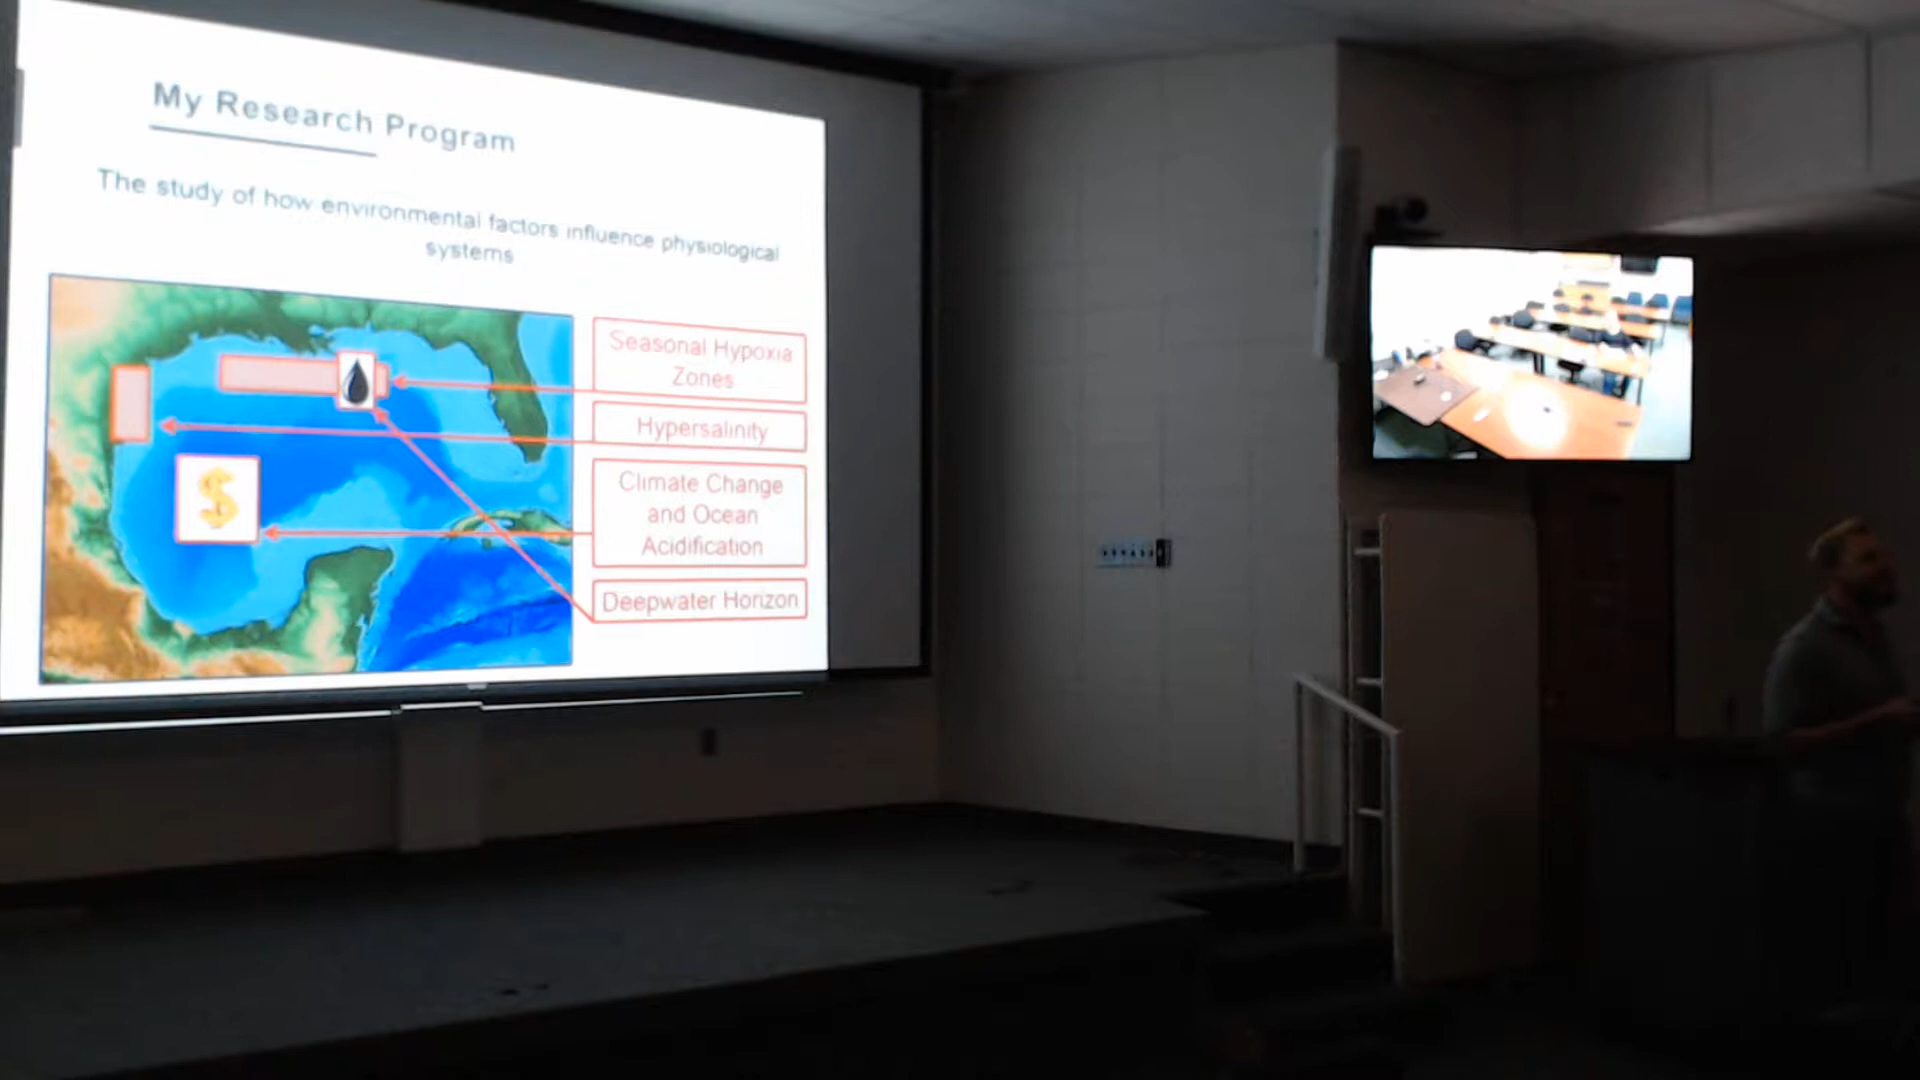 My Research Program
The study of how environmental factors influence physiological
systems
Seasonal Hypoxia
Zones
Hypersalinity
$
Climate Change
and Ocean
Acidification
Deepwater Horizon